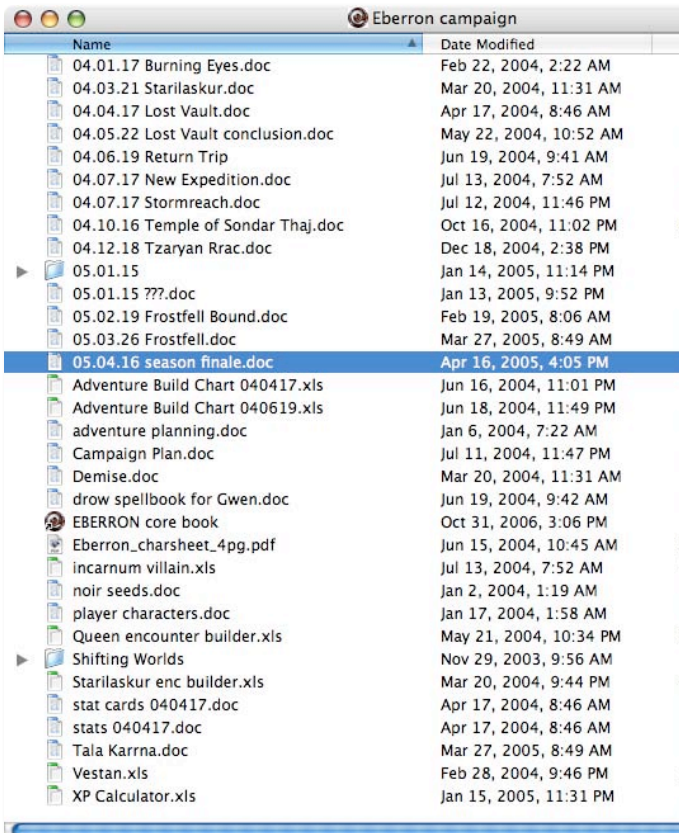 Eberron campaign
Name Date Modified
04.01.17 Burning Eyes.doc Feb 22, 2004, 2:22 AM
04.03.21 Starilaskur.doc Mar 20, 2004, 11:31 AM
04.04.17 Lost Vault.doc Apr 17, 2004, 8:46 AM
04.05.22 Lost Vault conclusion.doc May 22, 2004, 10:52 AM
04.06.19 Return Trip Jun 19, 2004, 9:41 AM
04.07.17 New Expedition.doc Jul 13, 2004, 7:52 AM
04.07.17 Stormreach.doc Jul 12, 2004, 11:46 PM
04.10.16 Temple of Sondar Thaj.doc Oct 16, 2004, 11:02 PM
04.12.18 Tzaryan Rrac.doc Dec 18, 2004, 2:38 PM
05.01.15 Jan 14, 2005, 11:14 PM
05.01.15 ???.doc Jan 13, 2005, 9:52 PM
05.02.19 Frostfell Bound.doc Feb 19, 2005, 8:06 AM
05.03.26 Frostfell.doc Mar 27, 2005, 8:49 AM
05.04.16 season finale.doc Apr 16, 2005, 4:05 PM
Adventure Build Chart 040417.xls Jun 16, 2004, 11:01 PM
Adventure Build Chart 040619.xls Jun 18, 2004, 11:49 PM
adventure planning.doc Jan 6, 2004, 7:22 AM
Campaign Plan.doc Jul 11, 2004, 11:47 PM
Demise.doc Mar 20, 2004, 11:31 AM
drow spellbook for Gwen.doc Jun 19, 2004, 9:42 AM
EBERRON core book Oct 31, 2006, 3:06 PM
Eberron_charsheet_4pg.pdf Jun 15, 2004, 10:45 AM
incarnum villain.xls Jul 13, 2004, 7:52 AM
noir seeds.doc Jan 2, 2004, 1:19 AM
player characters.doc Jan 17, 2004, 1:58 AM
Queen encounter builder.xls May 21, 2004, 10:34 PM
Shifting Worlds Nov 29, 2003, 9:56 AM
Starilaskur enc builder.xls Mar 20, 2004, 9:44 PM
stat cards 040417.doc Apr 17, 2004, 8:46 AM
stats 040417.doc Apr 17, 2004, 8:46 AM
Tala Karrna.doc Mar 27, 2005, 8:49 AM
Vestan.xls Feb 28, 2004, 9:46 PM
XP Calculator.xls Jan 15, 2005, 11:31 PM